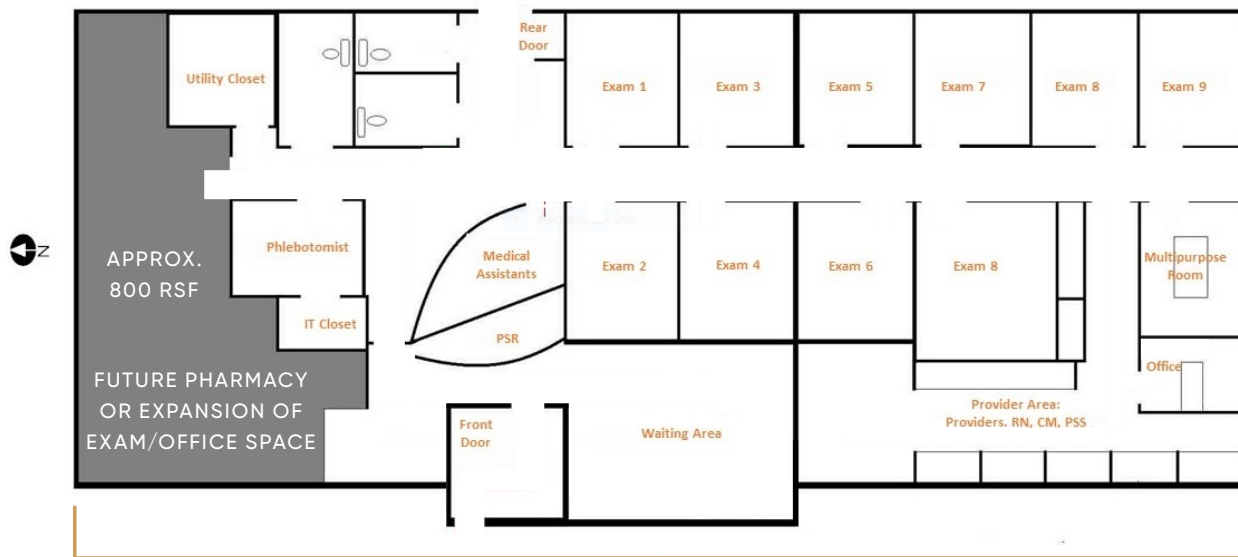 Rear
Door
Utility Closet
Exam 1
Exam 3
Exam 5
Exam 7
Exam 8
Exam 9
N
APPROX.
800 RSF
Phlebotomist
Medical
Assistants
Exam 2
Exam 4
Exam 6
Exam 8
Multipurpose
Room
IT Closet
PSR
FUTURE PHARMACY
OR EXPANSION OF
EXAM/OFFICE SPACE
Office
Provider Area:
Providers. RN, CM, PSS
Front
Door
Waiting Area